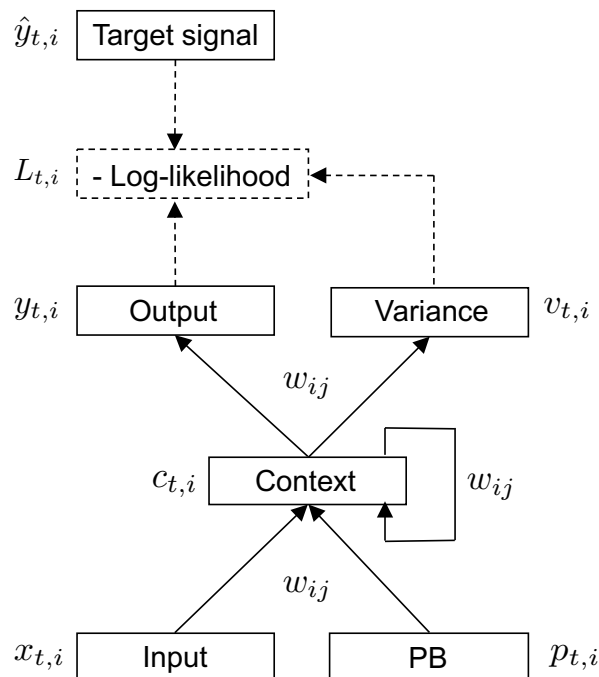 ŷ_{t,i} Target signal
L_{t,i} - Log-likelihood
y_{t,i} Output Variance v_{t,i}
w_{ij}
c_{t,i} Context w_{ij}
w_{ij}
x_{t,i} Input PB p_{t,i}